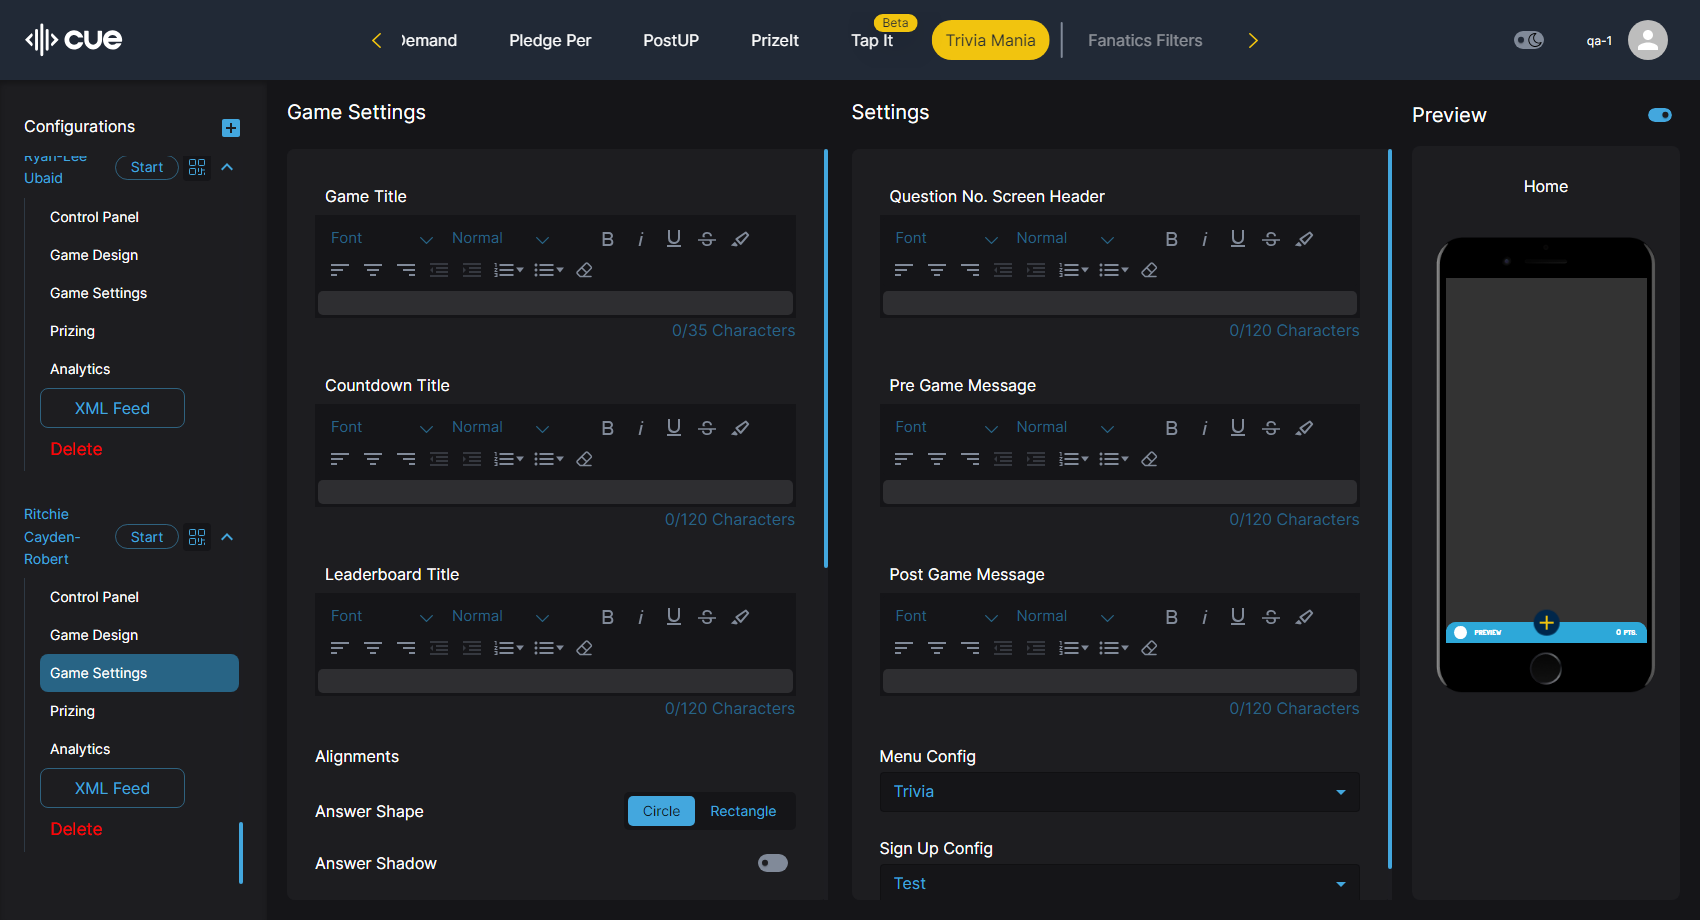 cue
Demand
Pledge Per
PostUP
PrizeIt
Tap It
Beta
Trivia Mania
Fanatics Filters
qa-1
Configurations
Ryan-Lee
Ubaid
Start
Control Panel
Game Design
Game Settings
Prizing
Analytics
XML Feed
Delete
Ritchie
Cayden-
Robert
Start
Control Panel
Game Design
Game Settings
Prizing
Analytics
XML Feed
Delete
Game Settings
Game Title
Font Normal
0/35 Characters
Countdown Title
Font Normal
0/120 Characters
Leaderboard Title
Font Normal
0/120 Characters
Alignments
Answer Shape Circle Rectangle
Answer Shadow
Settings
Question No. Screen Header
Font Normal
0/120 Characters
Pre Game Message
Font Normal
0/120 Characters
Post Game Message
Font Normal
0/120 Characters
Menu Config
Trivia
Sign Up Config
Test
Preview
Home
PREVIEW 0 PTS.